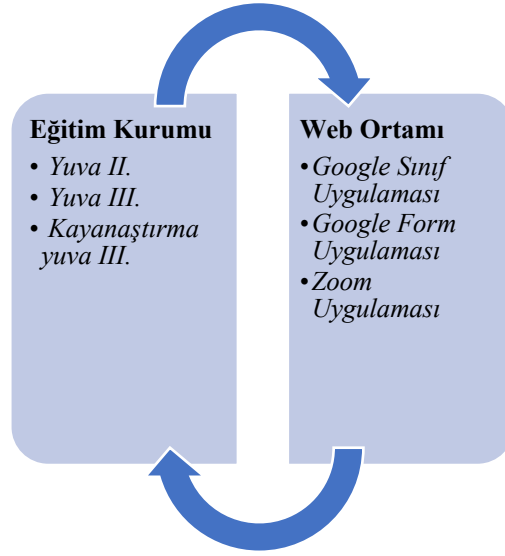 Eğitim Kurumu
• Yuva II.
• Yuva III.
• Kayanaştırma
yuva III.
Web Ortamı
• Google Sınıf
Uygulaması
• Google Form
Uygulaması
• Zoom
Uygulaması